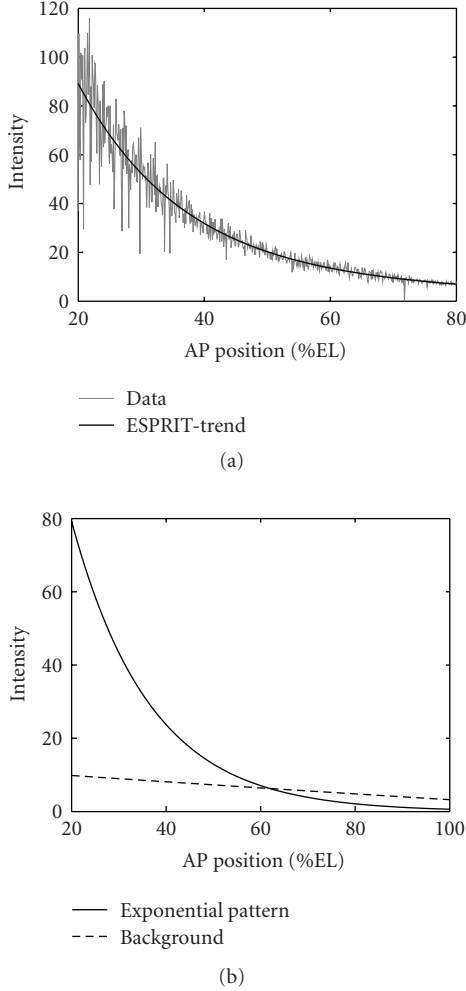 120
100
80
60
40
20
0
Intensity
20 40 60 80
AP position (%EL)
Data
ESPRIT-trend
(a)
80
60
40
20
0
Intensity
20 40 60 80 100
AP position (%EL)
Exponential pattern
Background
(b)